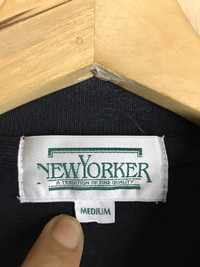 NEWYORKER
A TRADITION OF FINE QUALITY
MEDIUM